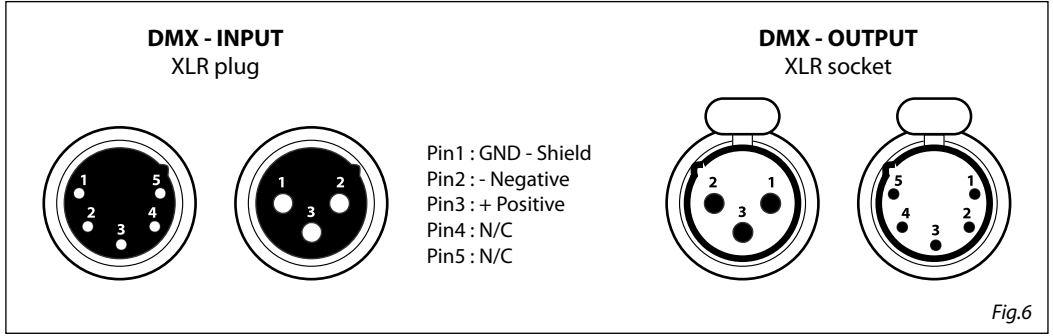 DMX - INPUT
XLR plug
1 5
2 4
3
1 2
3
Pin1 : GND - Shield
Pin2 : - Negative
Pin3 : + Positive
Pin4 : N/C
Pin5 : N/C
DMX - OUTPUT
XLR socket
2 1
3
5 1
4 2
3
Fig.6